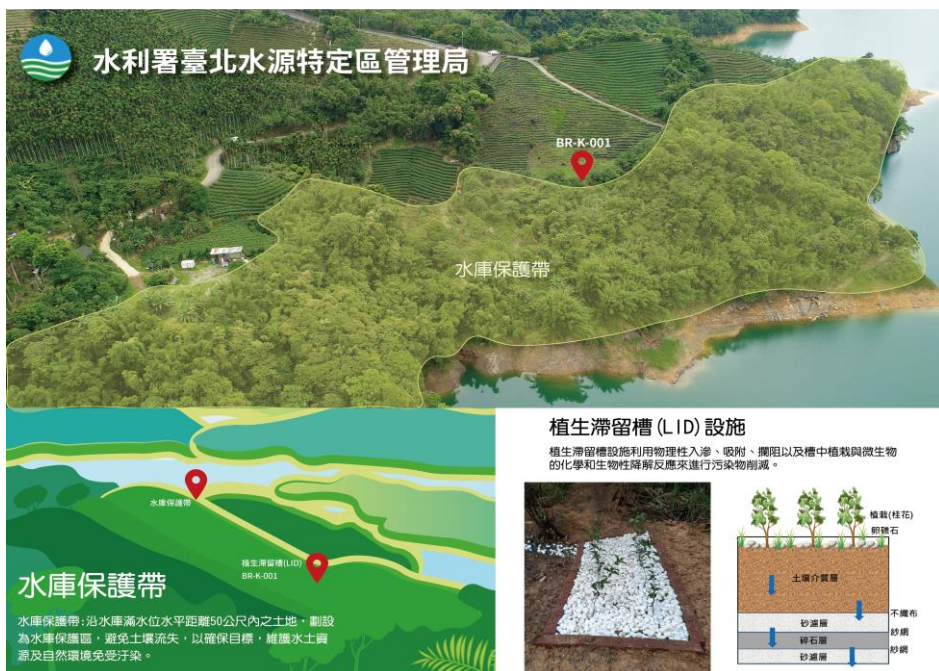 水利署臺北水源特定區管理局
BR-K-001
水庫保護帶
植生滯留槽(LID)設施
植生滯留槽設施利用物理性入滲、吸附、攔阻以及槽中植栽與微生物
的化學和生物性降解反應來進行污染物削減。
水庫保護帶
植生滯留槽(LID)
BR-K-001
水庫保護帶
水庫保護帶:沿水庫滿水位水平距離50公尺內之土地，劃設
為水庫保護區，避免土壤流失，以確保目標，維護水土資
源及自然環境免受汙染。
植栽(桂花)
卵礫石
土壤介質層
不織布
砂濾層
紗網
碎石層
紗網
砂濾層